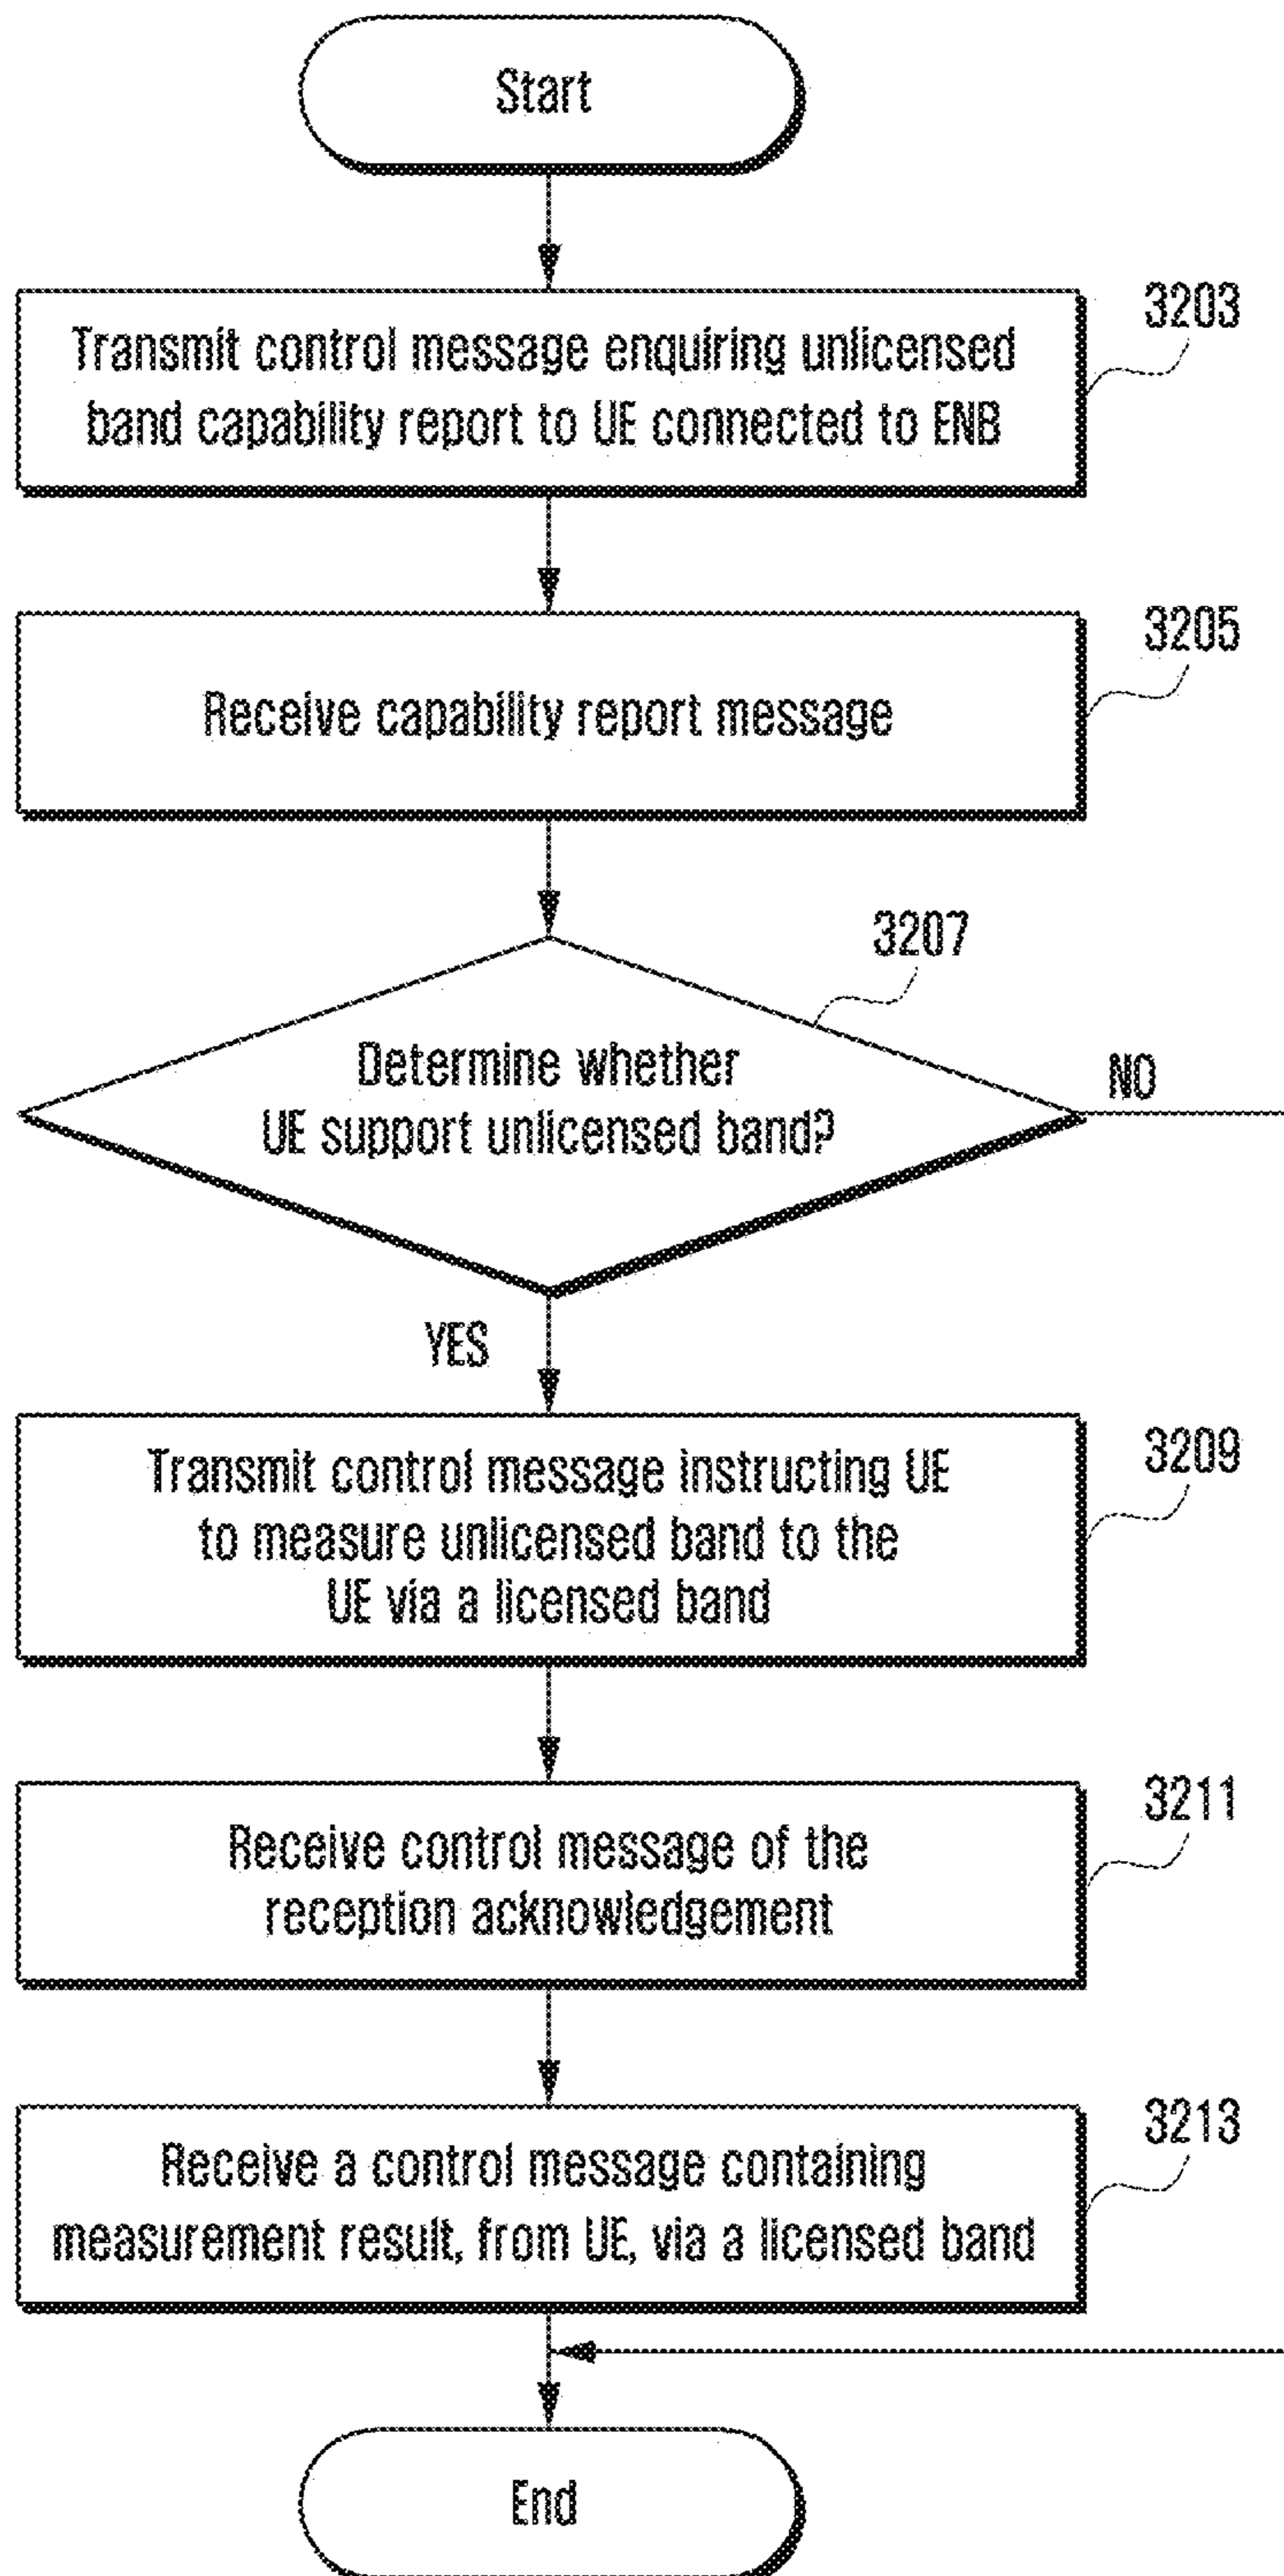 Start
3203
Transmit control message enquiring unlicensed
band capability report to UE connected to ENB
3205
Receive capability report message
3207
Determine whether
UE support unlicensed band?
NO
YES
3209
Transmit control message instructing UE
to measure unlicensed band to the
UE via a licensed band
3211
Receive control message of the
reception acknowledgement
3213
Receive a control message containing
measurement result, from UE, via a licensed band
End